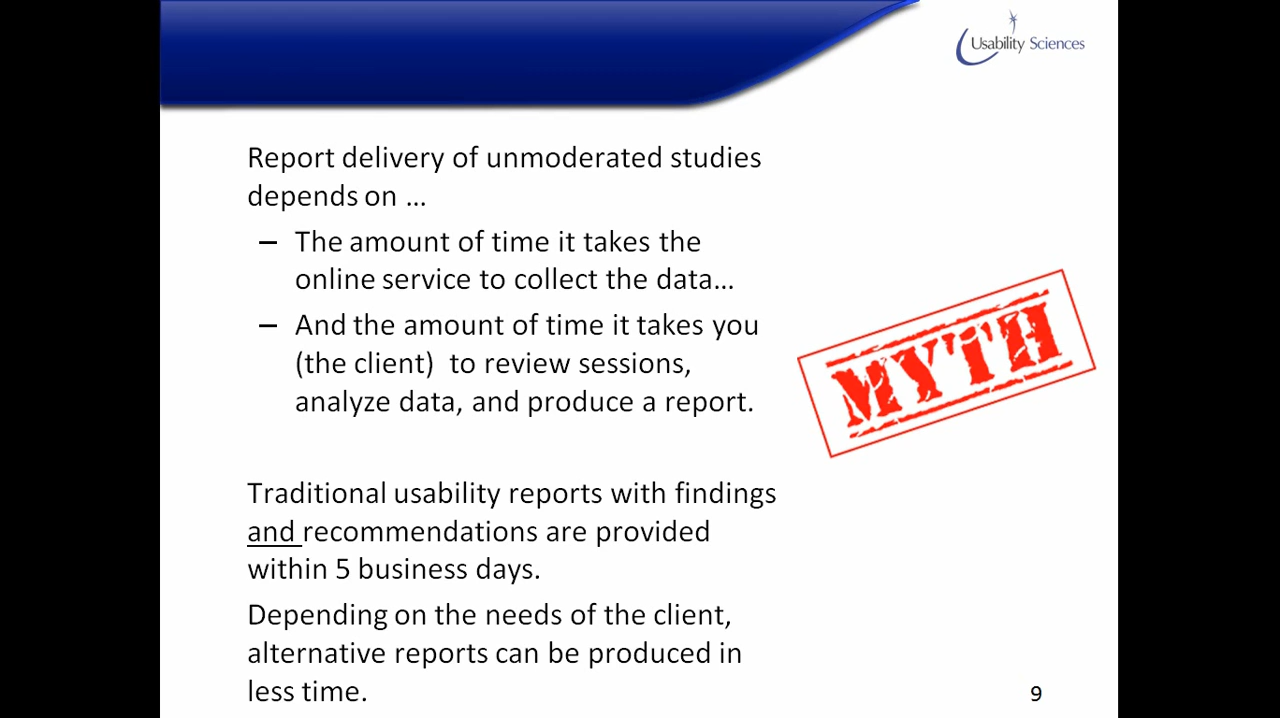 Usability Sciences
Report delivery of unmoderated studies
depends on …
– The amount of time it takes the
online service to collect the data…
– And the amount of time it takes you
(the client)  to review sessions,
analyze data, and produce a report.
MYTH
Traditional usability reports with findings
and recommendations are provided
within 5 business days.
Depending on the needs of the client,
alternative reports can be produced in
less time.
9